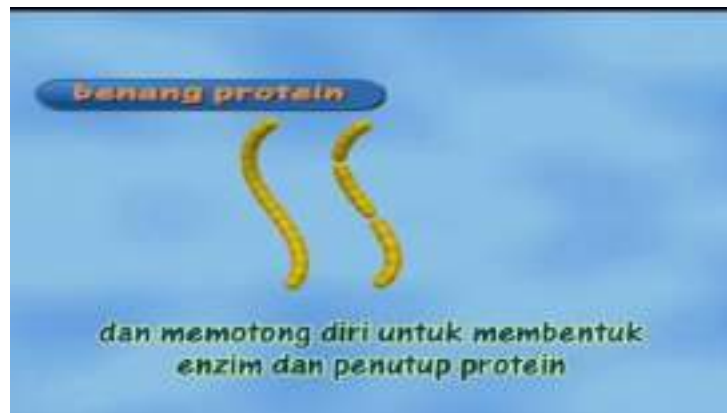 benang protein
dan memotong diri untuk membentuk
enzim dan penutup protein